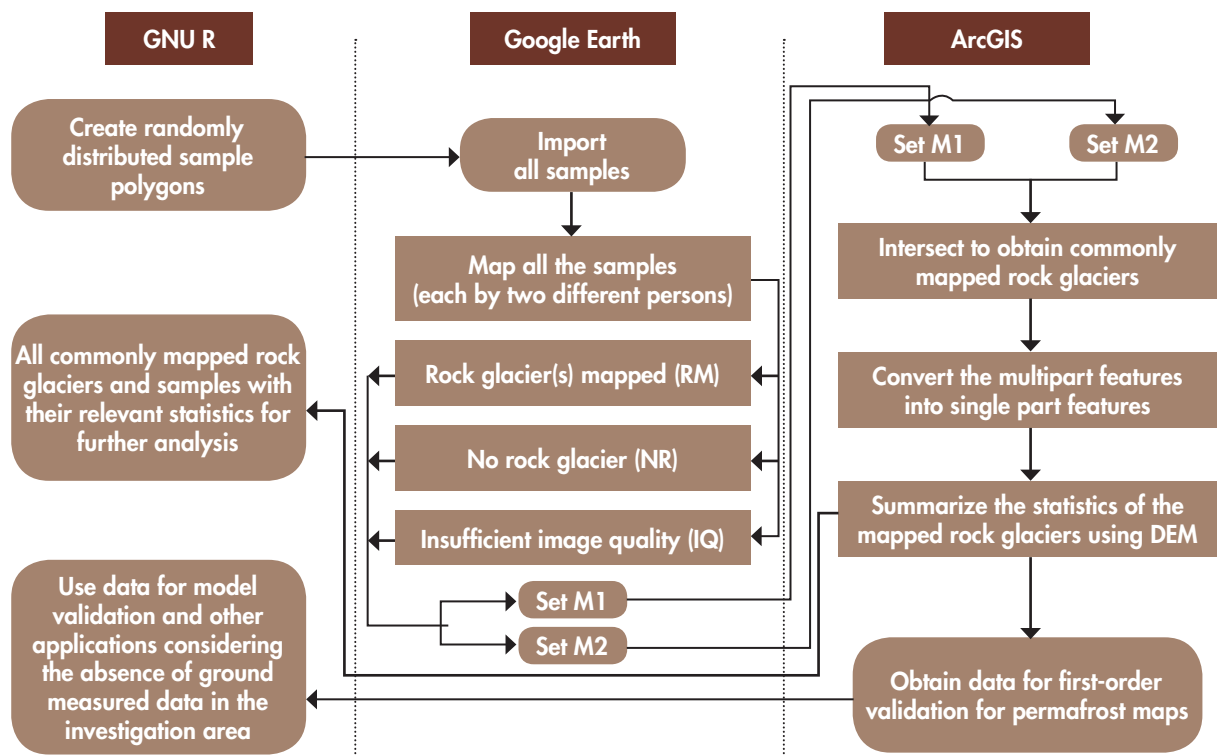 GNU R
Google Earth
ArcGIS
Create randomly
distributed sample
polygons
All commonly mapped rock
glaciers and samples with
their relevant statistics for
further analysis
Use data for model
validation and other
applications considering
the absence of ground
measured data in the
investigation area
Import
all samples
Map all the samples
(each by two different persons)
Rock glacier(s) mapped (RM)
No rock glacier (NR)
Insufficient image quality (IQ)
Set M1
Set M2
Set M1
Set M2
Intersect to obtain commonly
mapped rock glaciers
Convert the multipart features
into single part features
Summarize the statistics of the
mapped rock glaciers using DEM
Obtain data for first-order
validation for permafrost maps